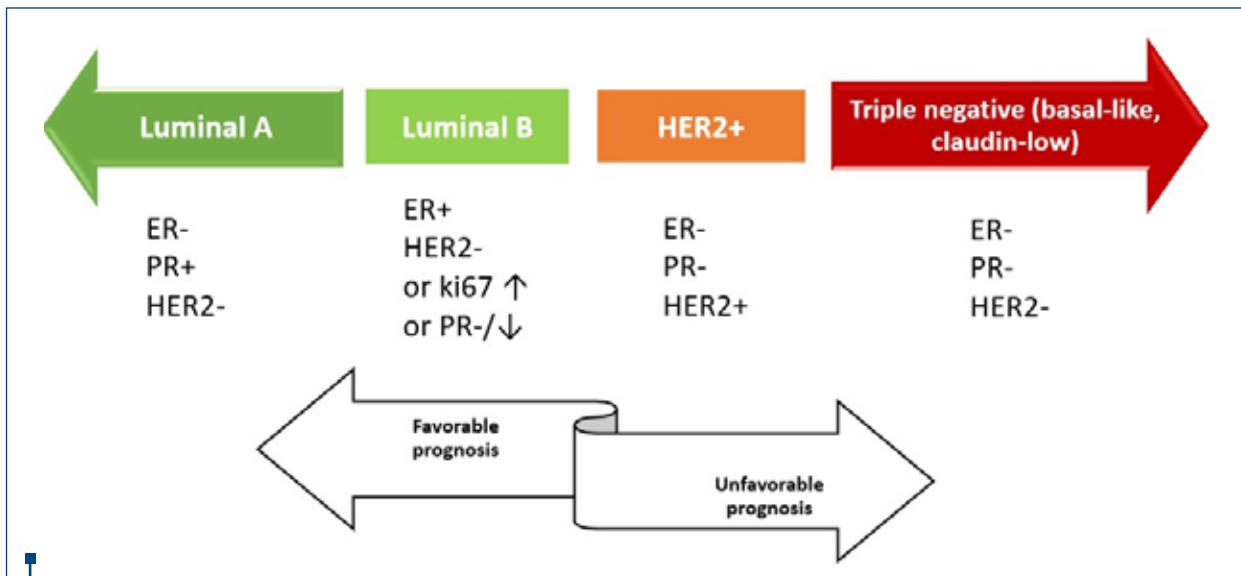 Luminal A
Luminal B
HER2+
Triple negative (basal-like,
claudin-low)
ER-
PR+
HER2-
ER+
HER2-
or ki67 ↑
or PR-/↓
ER-
PR-
HER2+
ER-
PR-
HER2-
Favorable
prognosis
Unfavorable
prognosis